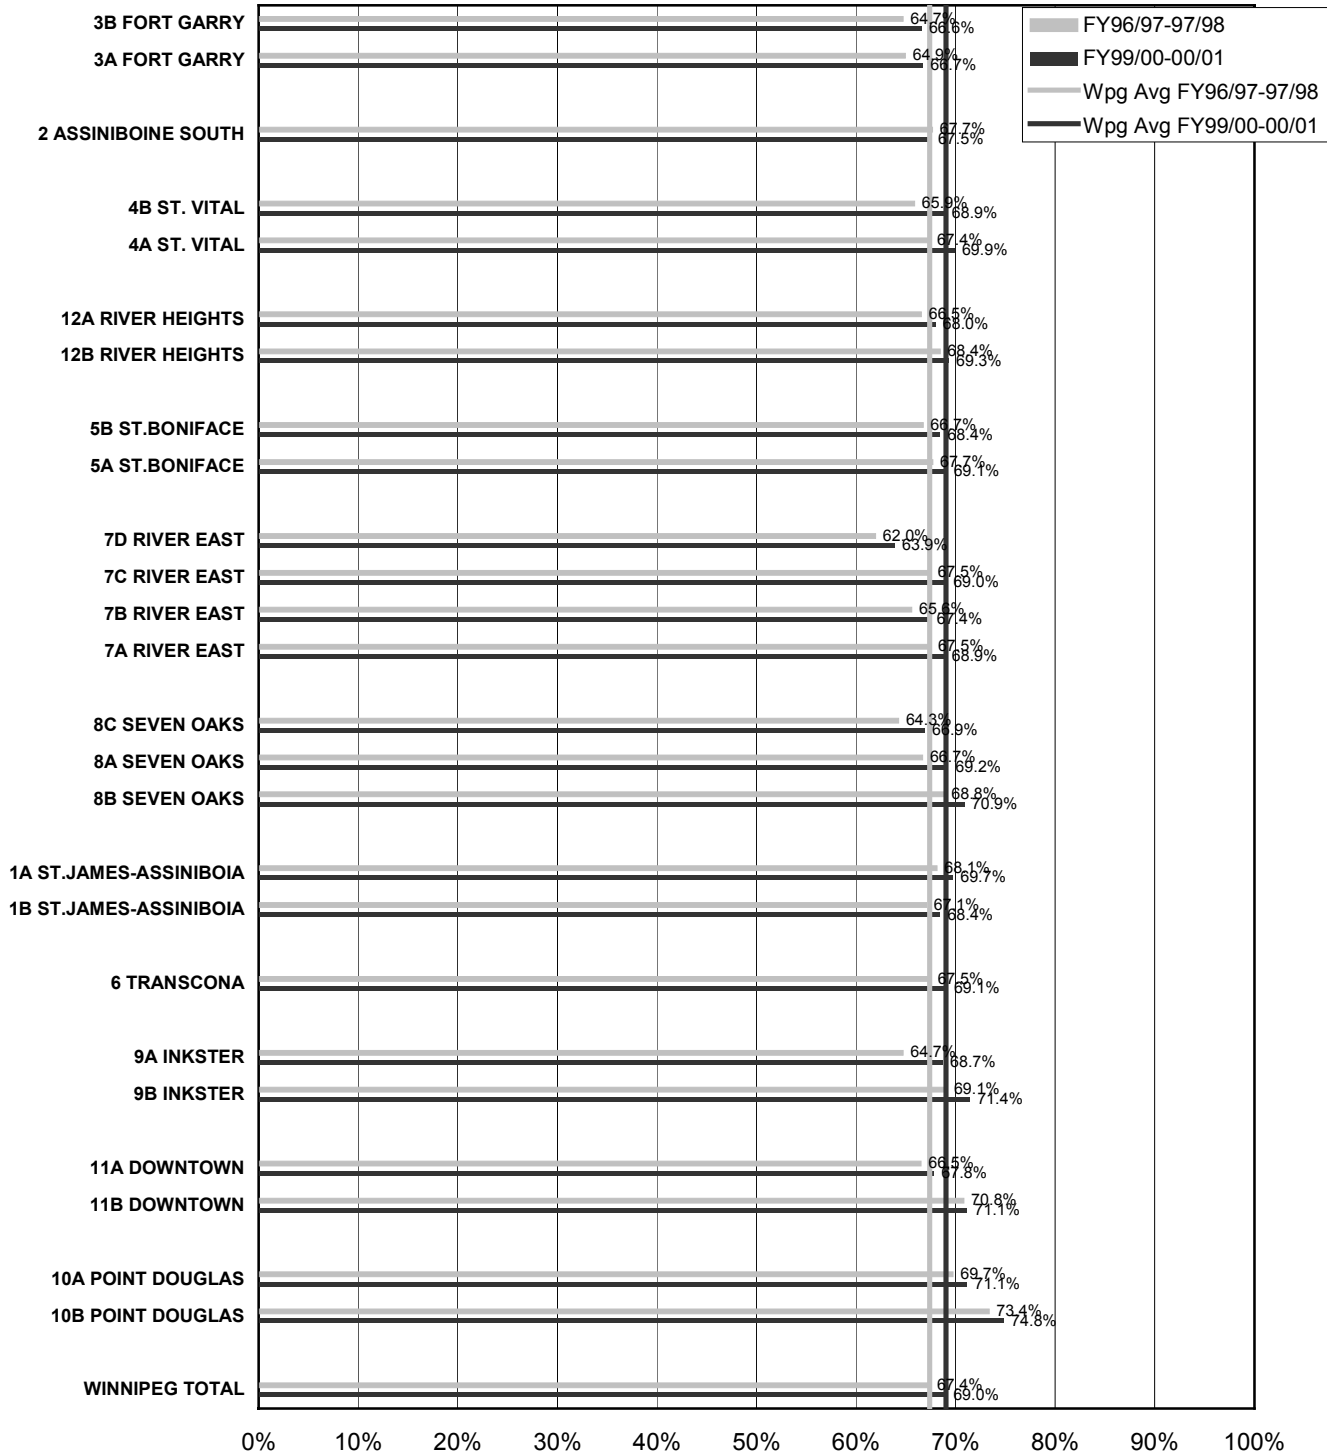 3B FORT GARRY
64.7%
66.6%
3A FORT GARRY
64.9%
66.7%
2 ASSINIBOINE SOUTH
67.7%
67.5%
4B ST. VITAL
65.9%
68.9%
4A ST. VITAL
67.4%
69.9%
12A RIVER HEIGHTS
66.5%
68.0%
12B RIVER HEIGHTS
68.4%
69.3%
5B ST.BONIFACE
66.7%
68.4%
5A ST.BONIFACE
67.7%
69.1%
7D RIVER EAST
62.0%
63.9%
7C RIVER EAST
67.5%
69.0%
7B RIVER EAST
65.6%
67.4%
7A RIVER EAST
67.5%
68.9%
8C SEVEN OAKS
64.3%
66.9%
8A SEVEN OAKS
66.7%
69.2%
8B SEVEN OAKS
68.8%
70.9%
1A ST.JAMES-ASSINIBOIA
68.1%
69.7%
1B ST.JAMES-ASSINIBOIA
67.1%
68.4%
6 TRANSCONA
67.5%
69.1%
9A INKSTER
64.7%
68.7%
9B INKSTER
69.1%
71.4%
11A DOWNTOWN
66.5%
67.8%
11B DOWNTOWN
70.8%
71.1%
10A POINT DOUGLAS
69.7%
71.1%
10B POINT DOUGLAS
73.4%
74.8%
WINNIPEG TOTAL
67.4%
69.0%
0% 10% 20% 30% 40% 50% 60% 70% 80% 90% 100%
FY96/97-97/98
FY99/00-00/01
Wpg Avg FY96/97-97/98
Wpg Avg FY99/00-00/01